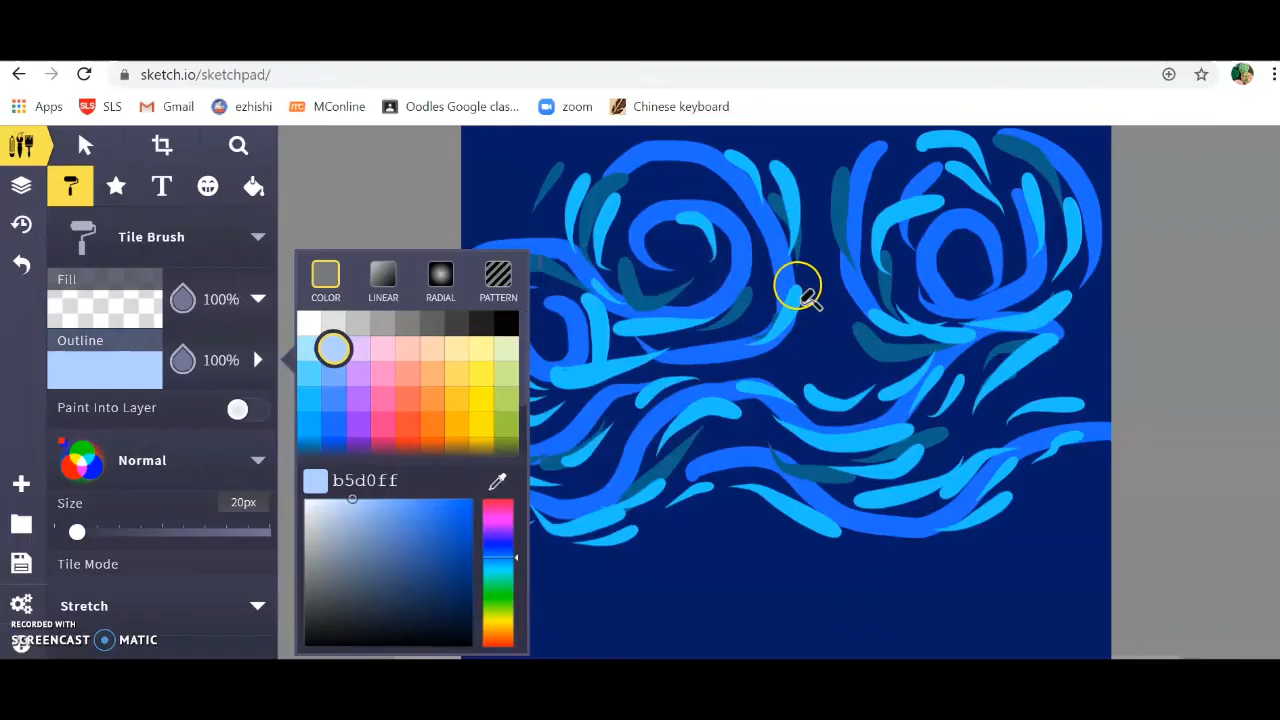 sketch.io/sketchpad/
Apps SLS Gmail ezhishi MC MConline Oodles Google clas... zoom Chinese keyboard
T
Tile Brush
Fill
100%
Outline
100%
Paint Into Layer
Normal
Size 20px
Tile Mode
Stretch
COLOR LINEAR RADIAL PATTERN
b5d0ff
RECORDED WITH
SCREENCAST MATIC